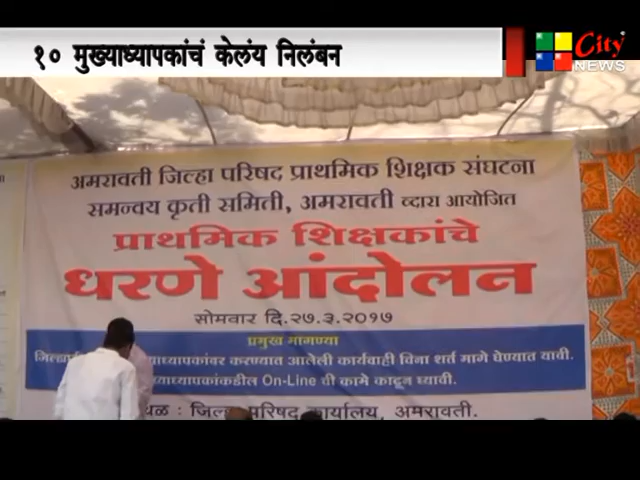 १० मुख्याध्यापकांचं केलंय निलंबन
City
NEWS
अमरावती जिल्हा परिषद प्राथमिक शिक्षक संघटना
समन्वय कृती समिती, अमरावती व्दारा आयोजित
प्राथमिक शिक्षकांचे
धरणे आंदोलन
सोमवार दि.२७.३.२०१७
प्रमुख मागण्या
करण्यात आलेली कार्यवाही विना शर्त मागे घेण्यात यावी.
On-Line ची कामे काढून घ्यावी.
: जिल्हा परिषद कार्यालय, अमरावती.